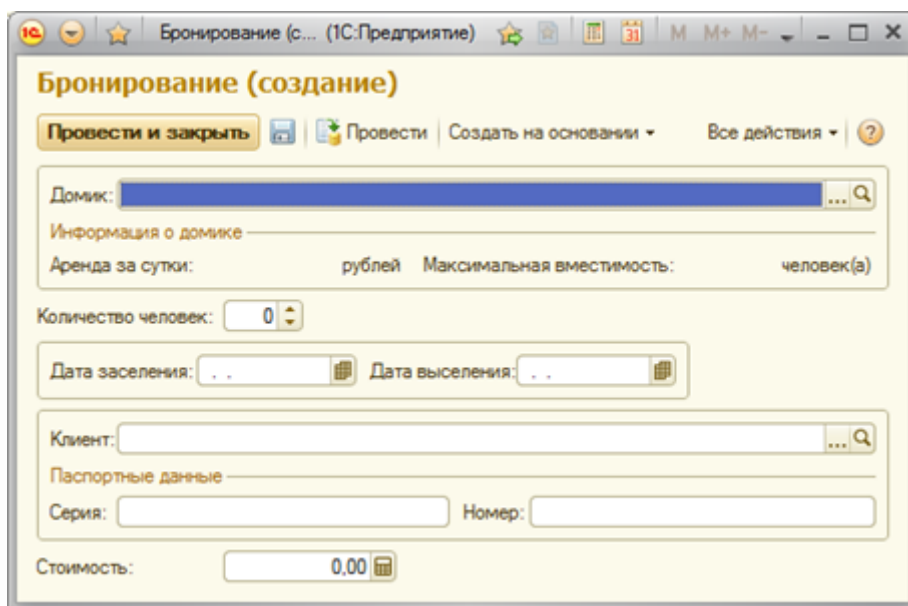 Бронирование (с... (1С:Предприятие) 31 M M+ M-
Бронирование (создание)
Провести и закрыть Провести Создать на основании Все действия ?
Домик: ...
Информация о домике
Аренда за сутки: рублей Максимальная вместимость: человек(а)
Количество человек: 0
Дата заселения: . . Дата выселения: . .
Клиент: ...
Паспортные данные
Серия: Номер:
Стоимость: 0,00